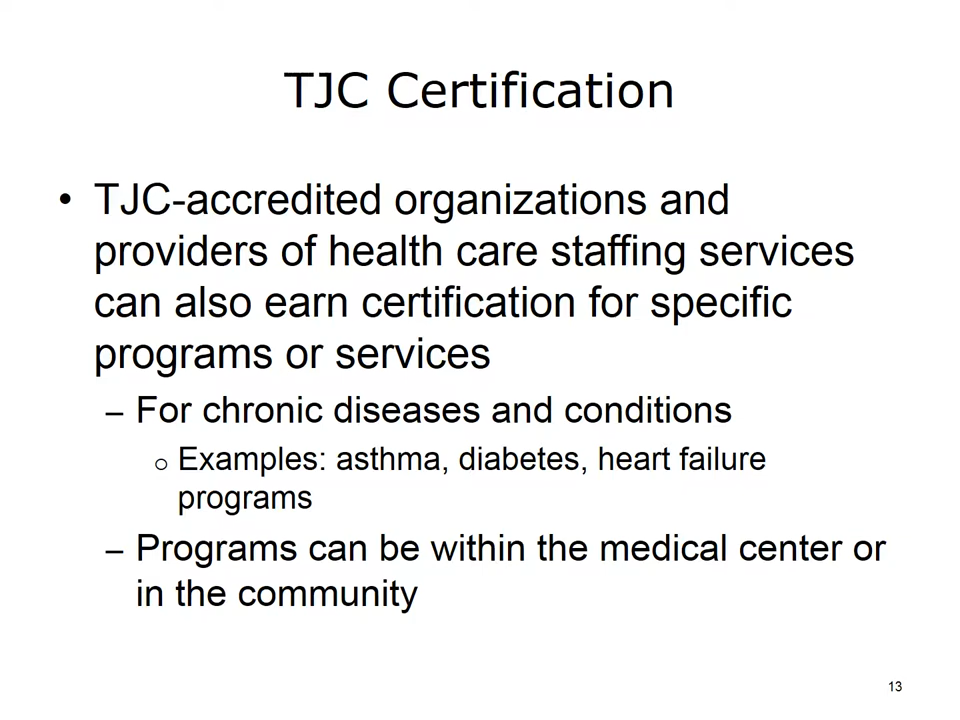 TJC Certification
• TJC-accredited organizations and
providers of health care staffing services
can also earn certification for specific
programs or services
– For chronic diseases and conditions
o Examples: asthma, diabetes, heart failure
programs
– Programs can be within the medical center or
in the community
13